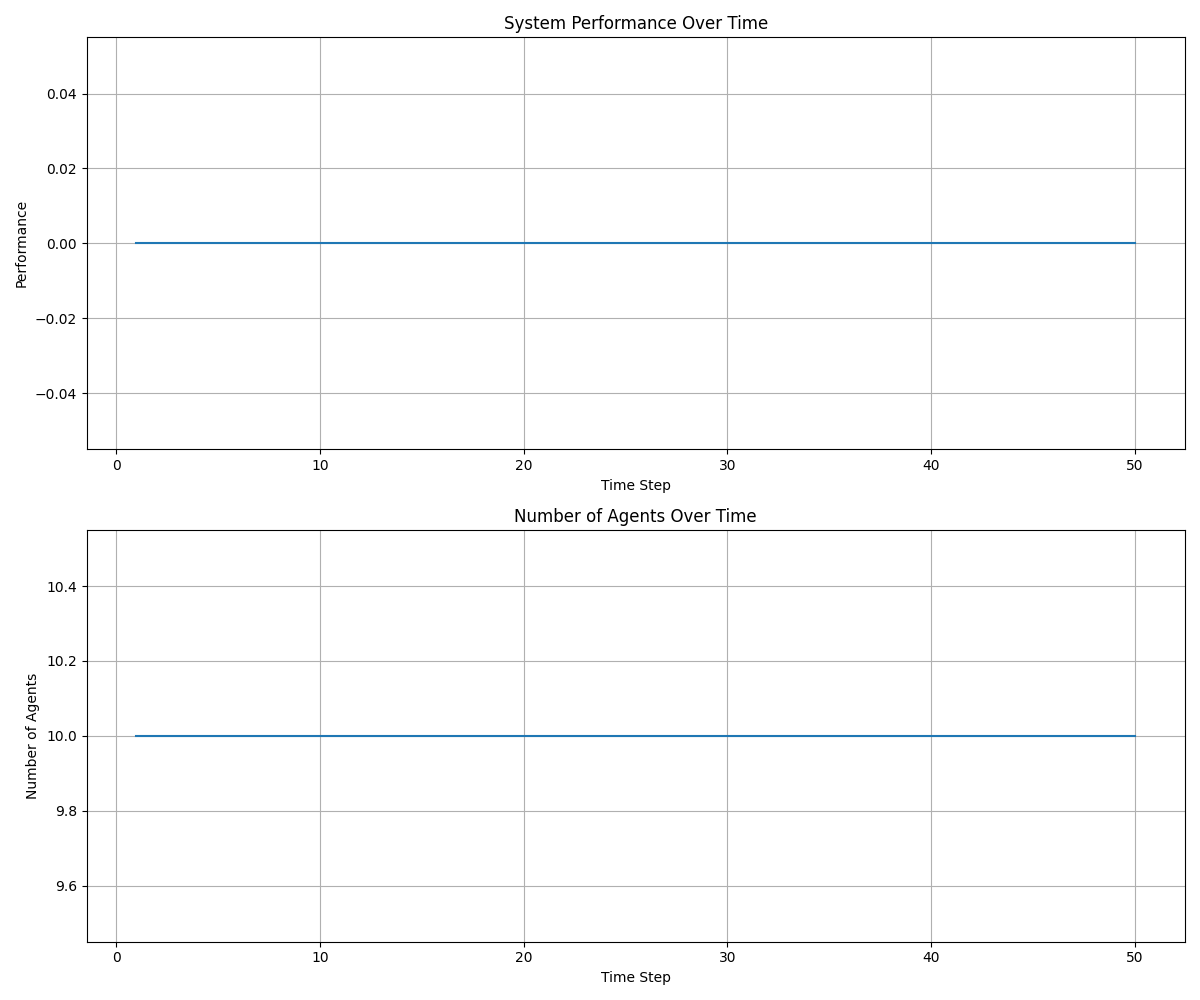 System Performance Over Time
0.04
0.02
0.00
−0.02
−0.04
Performance
0 10 20 30 40 50
Time Step
Number of Agents Over Time
10.4
10.2
10.0
9.8
9.6
Number of Agents
0 10 20 30 40 50
Time Step